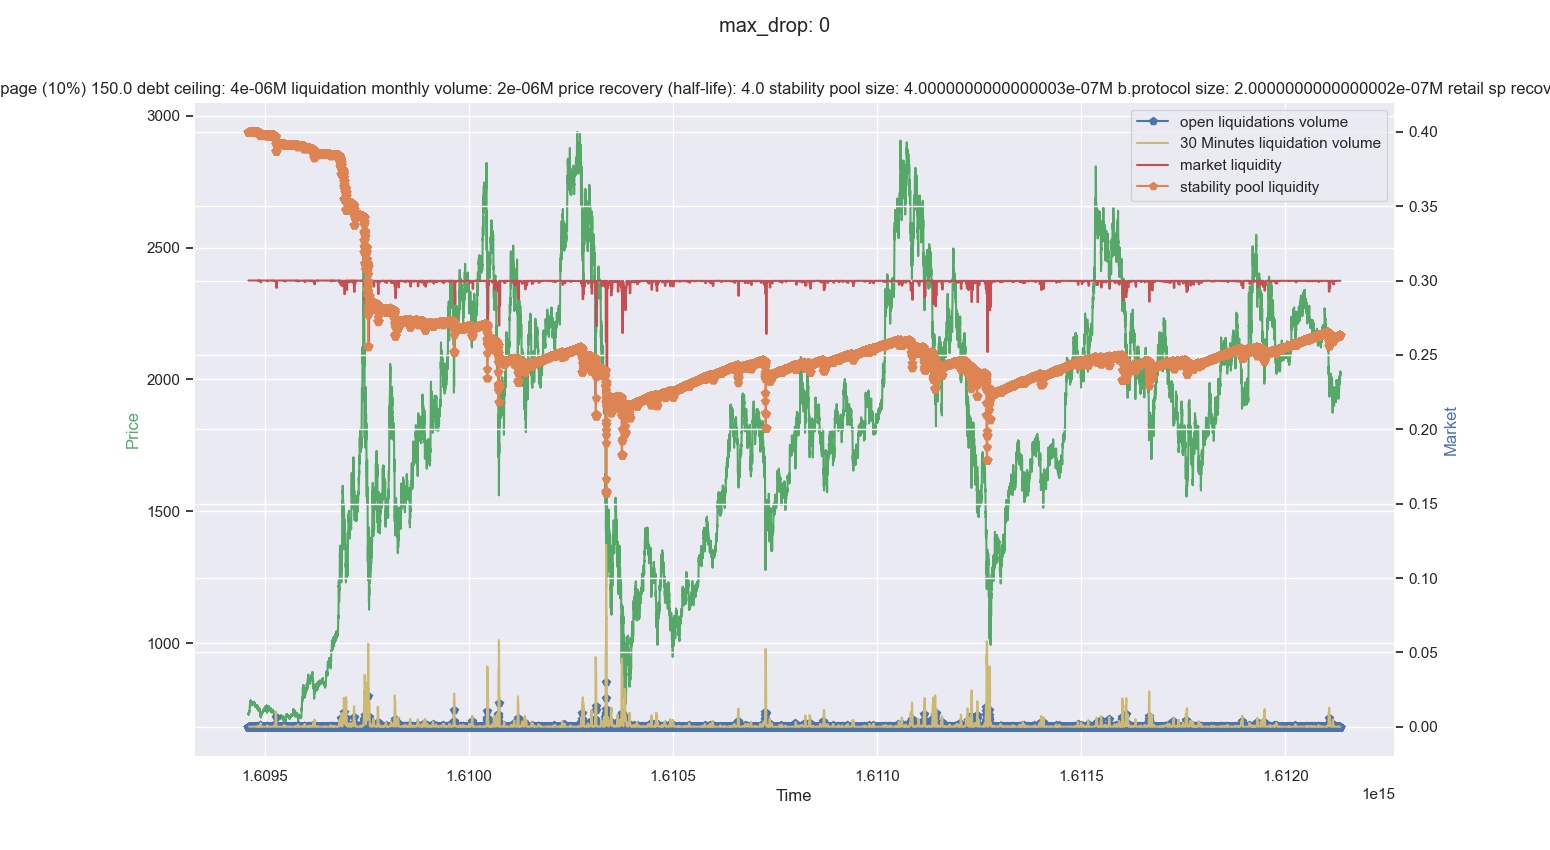 max_drop: 0
page (10%) 150.0 debt ceiling: 4e-06M liquidation monthly volume: 2e-06M price recovery (half-life): 4.0 stability pool size: 4.0000000000000003e-07M b.protocol size: 2.0000000000000002e-07M retail sp recov
3000
2500
2000
1500
1000
Price
open liquidations volume
30 Minutes liquidation volume
market liquidity
stability pool liquidity
0.40
0.35
0.30
0.25
0.20
0.15
0.10
0.05
0.00
Market
1.6095 1.6100 1.6105 1.6110 1.6115 1.6120
1e15
Time